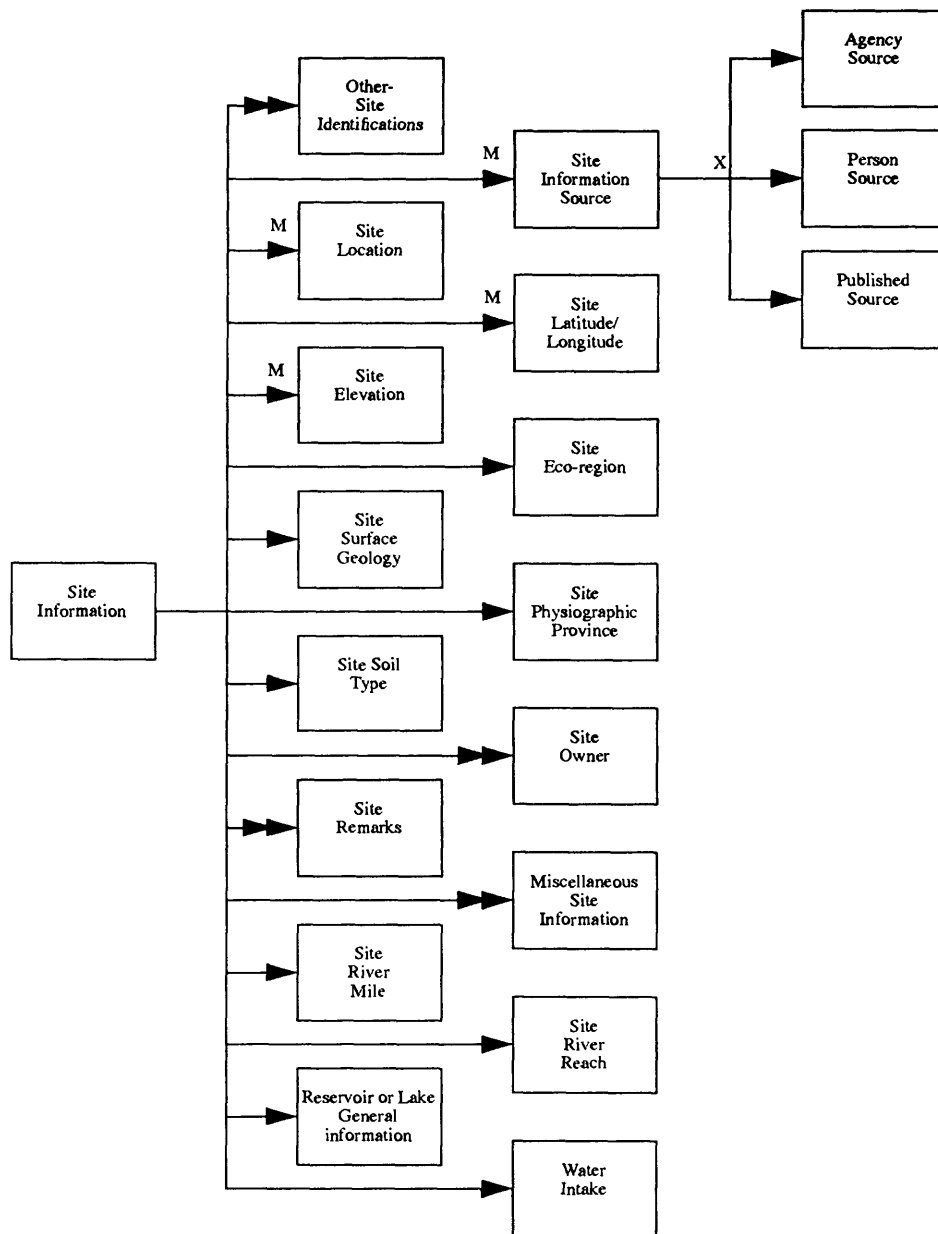 Agency
Source
Other-
Site
Identifications
M
Site
Information
Source
X
Person
Source
M
Site
Location
Published
Source
M
Site
Latitude/
Longitude
M
Site
Elevation
Site
Eco-region
Site
Surface
Geology
Site
Information
Site
Physiographic
Province
Site Soil
Type
Site
Owner
Site
Remarks
Miscellaneous
Site
Information
Site
River
Mile
Site
River
Reach
Reservoir or Lake
General
information
Water
Intake